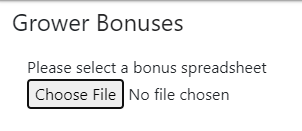 Grower Bonuses
Please select a bonus spreadsheet
Choose File No file chosen